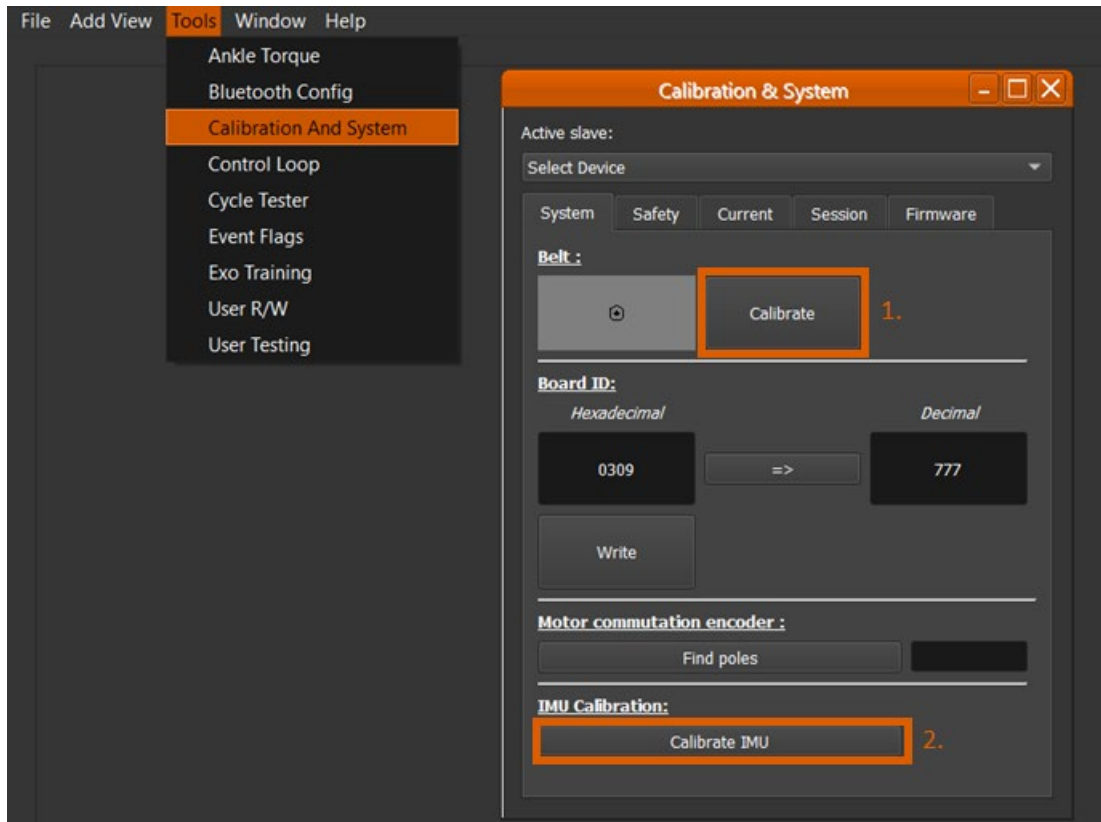 File Add View Tools Window Help
Ankle Torque
Bluetooth Config
Calibration And System
Control Loop
Cycle Tester
Event Flags
Exo Training
User R/W
User Testing
Calibration & System
Active slave:
Select Device
System Safety Current Session Firmware
Belt :
Calibrate 1.
Board ID:
Hexadecimal Decimal
0309 => 777
Write
Motor commutation encoder :
Find poles
IMU Calibration:
Calibrate IMU 2.